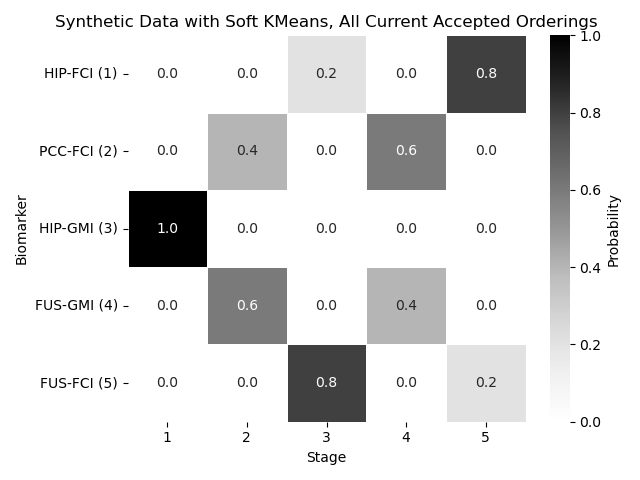 Synthetic Data with Soft KMeans, All Current Accepted Orderings
HIP-FCI (1) 0.0 0.0 0.2 0.0 0.8
PCC-FCI (2) 0.0 0.4 0.0 0.6 0.0
HIP-GMI (3) 1.0 0.0 0.0 0.0 0.0
FUS-GMI (4) 0.0 0.6 0.0 0.4 0.0
FUS-FCI (5) 0.0 0.0 0.8 0.0 0.2
1 2 3 4 5
Stage
Biomarker
1.0
0.8
0.6
0.4
0.2
0.0
Probability